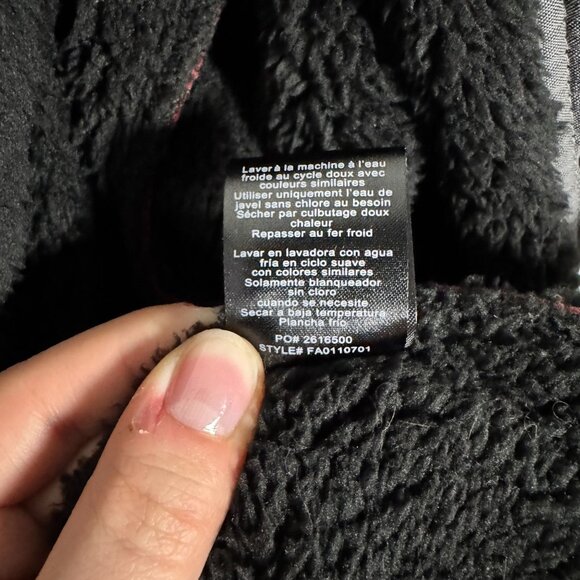 Laver à la machine à l'eau
froide au cycle doux avec
couleurs similaires
Utiliser uniquement l'eau de
javel sans chlore au besoin
Sécher par culbutage doux
chaleur
Repasser au fer froid
Lavar en lavadora con agua
fría en ciclo suave
con colores similares
Solamente blanqueador
sin cloro
cuando se necesite
Secar a baja temperatura
Plancha frío
PO# 2616500
STYLE# FA0110701